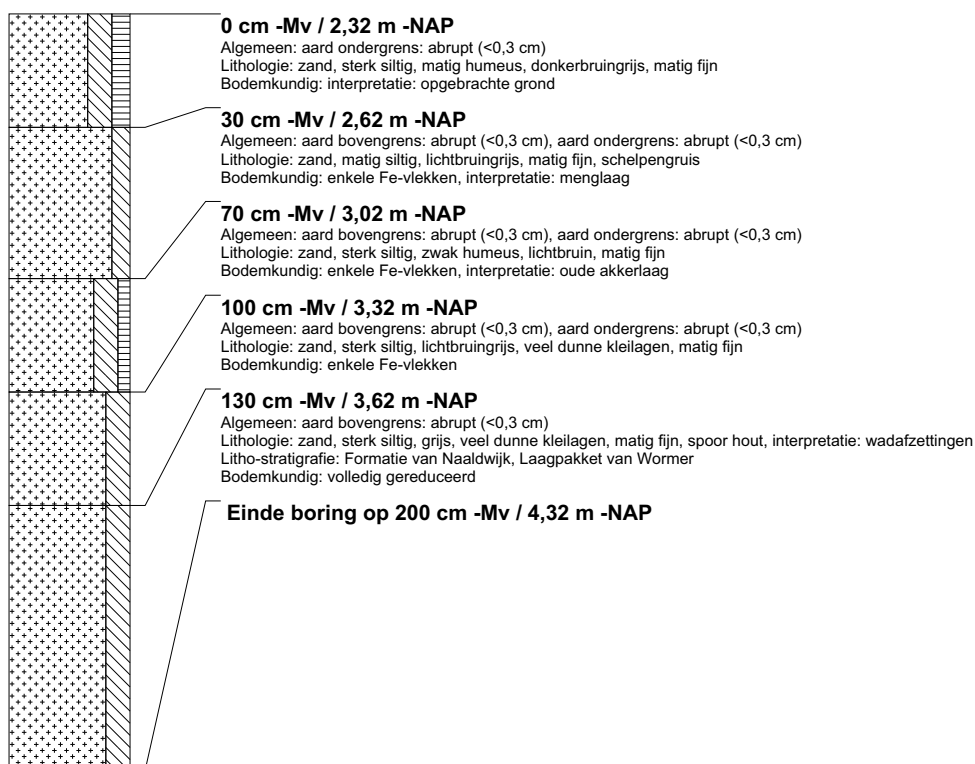 0 cm -Mv / 2,32 m -NAP
Algemeen: aard ondergrens: abrupt (<0,3 cm)
Lithologie: zand, sterk siltig, matig humeus, donkerbruingrijs, matig fijn
Bodemkundig: interpretatie: opgebrachte grond
30 cm -Mv / 2,62 m -NAP
Algemeen: aard bovengrens: abrupt (<0,3 cm), aard ondergrens: abrupt (<0,3 cm)
Lithologie: zand, matig siltig, lichtbruingrijs, matig fijn, schelpengruis
Bodemkundig: enkele Fe-vlekken, interpretatie: menglaag
70 cm -Mv / 3,02 m -NAP
Algemeen: aard bovengrens: abrupt (<0,3 cm), aard ondergrens: abrupt (<0,3 cm)
Lithologie: zand, sterk siltig, zwak humeus, lichtbruin, matig fijn
Bodemkundig: enkele Fe-vlekken, interpretatie: oude akkerlaag
100 cm -Mv / 3,32 m -NAP
Algemeen: aard bovengrens: abrupt (<0,3 cm), aard ondergrens: abrupt (<0,3 cm)
Lithologie: zand, sterk siltig, lichtbruingrijs, veel dunne kleilagen, matig fijn
Bodemkundig: enkele Fe-vlekken
130 cm -Mv / 3,62 m -NAP
Algemeen: aard bovengrens: abrupt (<0,3 cm)
Lithologie: zand, sterk siltig, grijs, veel dunne kleilagen, matig fijn, spoor hout, interpretatie: wadafzettingen
Litho-stratigrafie: Formatie van Naaldwijk, Laagpakket van Wormer
Bodemkundig: volledig gereduceerd
Einde boring op 200 cm -Mv / 4,32 m -NAP